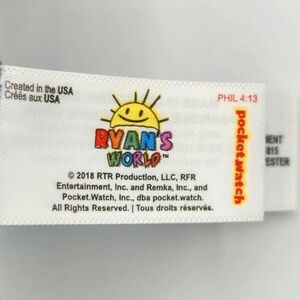 Created in the USA
Créés aux USA
PHIL 4:13
RYAN'S
WORLD™
pocket.watch
© 2018 RTR Production, LLC, RFR
Entertainment, Inc. and Remka, Inc., and
Pocket.Watch, Inc., dba pocket.watch.
All Rights Reserved. | Tous droits réservés.